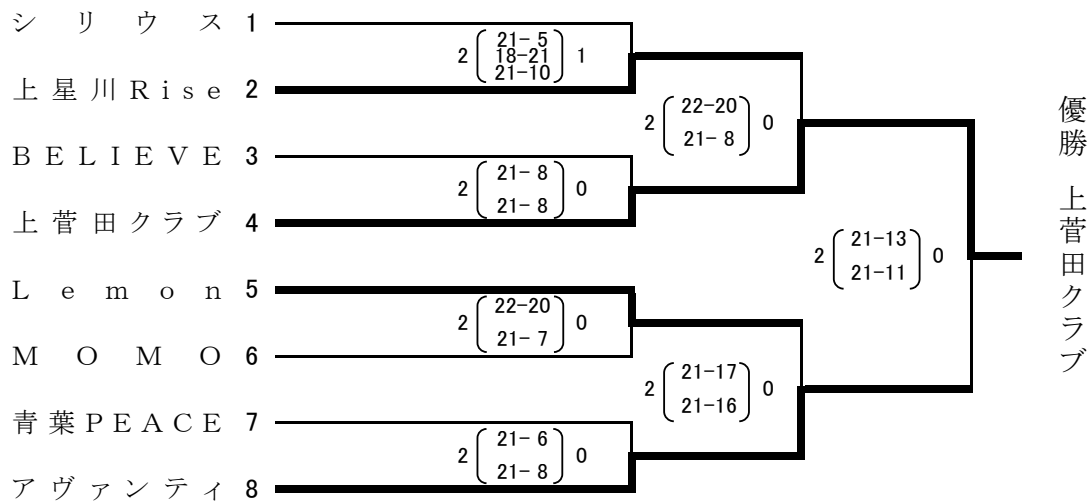 シリウス 1
2 21-5 18-21 21-10 1
上星川Rise 2
2 22-20 21-8 0
BELIEVE 3
2 21-8 21-8 0
上菅田クラブ 4
2 21-13 21-11 0
優勝 上菅田クラブ
Lemon 5
2 22-20 21-7 0
MOMO 6
2 21-17 21-16 0
青葉PEACE 7
2 21-6 21-8 0
アヴァンティ 8